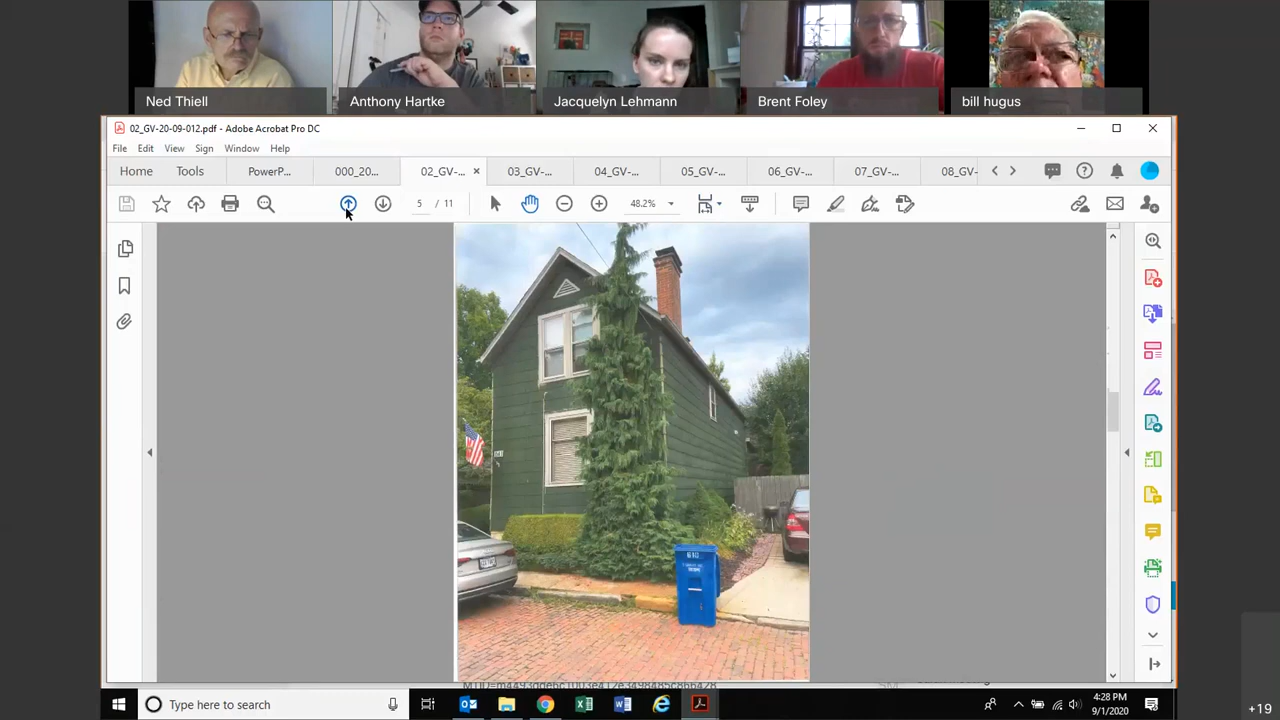 Ned Thiell
Anthony Hartke
Jacquelyn Lehmann
Brent Foley
bill hugus
02_GV-20-09-012.pdf - Adobe Acrobat Pro DC
File Edit View Sign Window Help
Home Tools PowerP... 000_20... 02_GV-... 03_GV-... 04_GV-... 05_GV-... 06_GV-... 07_GV-... 08_GV-
5 / 11 48.2%
Type here to search
4:28 PM
9/1/2020
+19